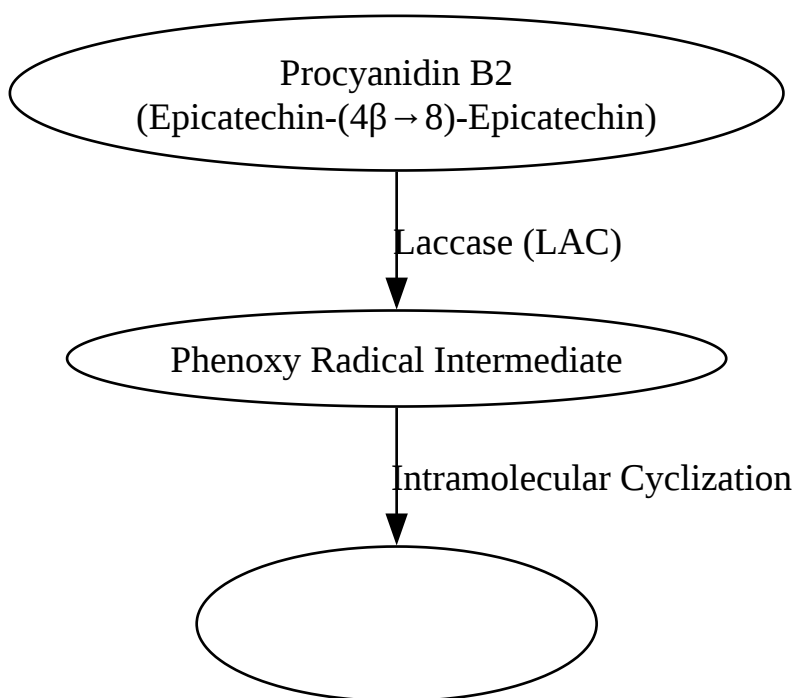 Procyanidin B2
(Epicatechin-(4β→8)-Epicatechin)
Laccase (LAC)
Phenoxy Radical Intermediate
Intramolecular Cyclization